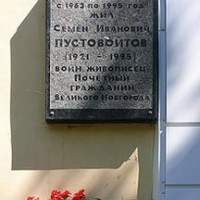 с 1963 по 1995 год
жил
Семен Иванович
Пустовойтов
(1921 – 1995)
воин живописец
Почетный
гражданин
Великого Новгорода